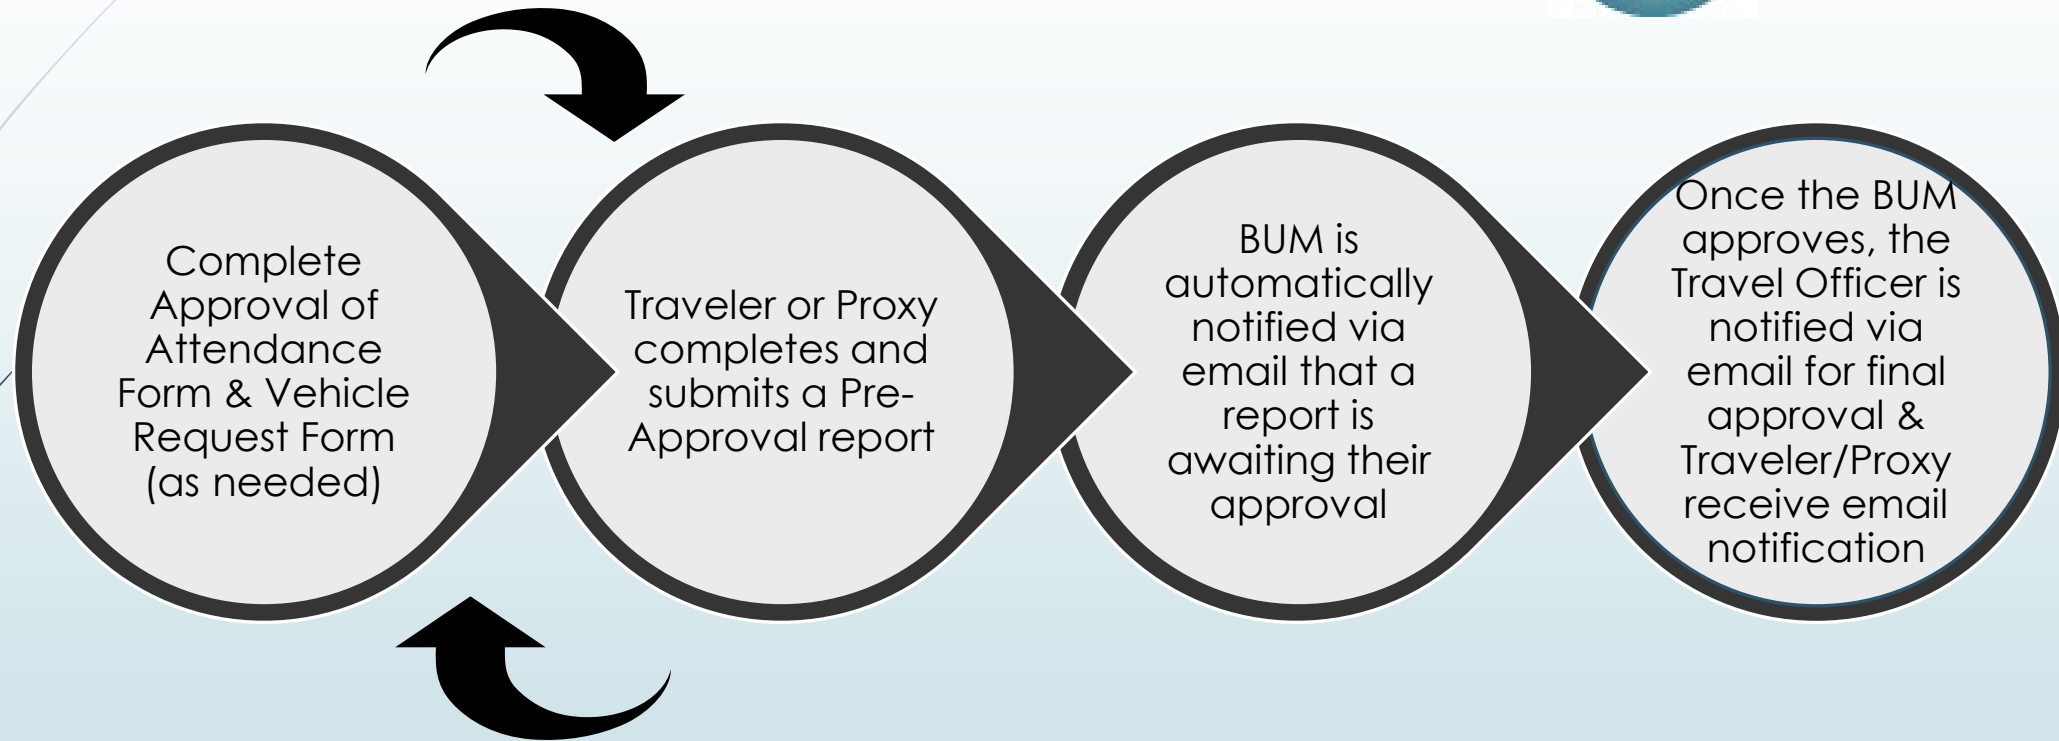 Complete
Approval of
Attendance
Form & Vehicle
Request Form
(as needed)
Traveler or Proxy
completes and
submits a Pre-
Approval report
BUM is
automatically
notified via
email that a
report is
awaiting their
approval
Once the BUM
approves, the
Travel Officer is
notified via
email for final
approval &
Traveler/Proxy
receive email
notification